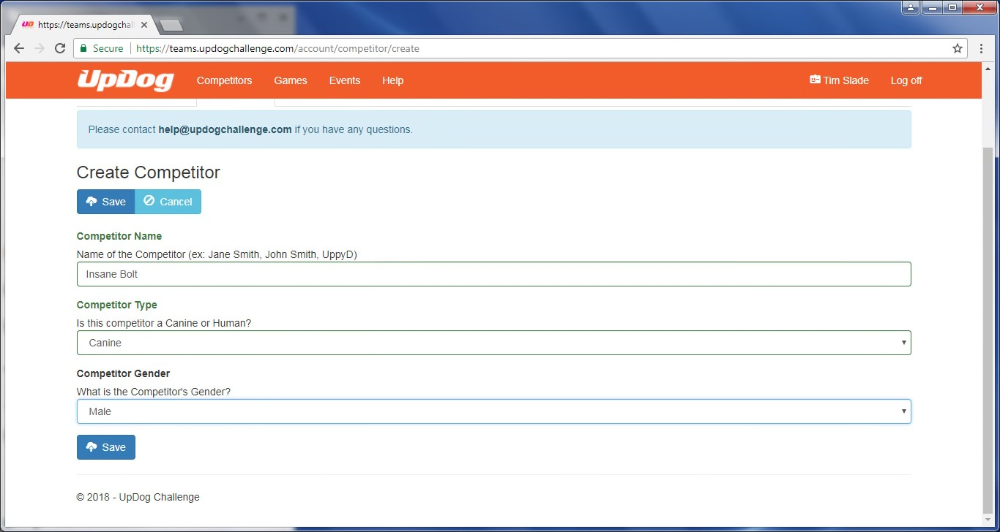 https://teams.updogchal
Secure https://teams.updogchallenge.com/account/competitor/create
UpDog Competitors Games Events Help Tim Slade Log off
Please contact help@updogchallenge.com if you have any questions.
Create Competitor
Save Cancel
Competitor Name
Name of the Competitor (ex: Jane Smith, John Smith, UppyD)
Insane Bolt
Competitor Type
Is this competitor a Canine or Human?
Canine
Competitor Gender
What is the Competitor's Gender?
Male
Save
© 2018 - UpDog Challenge